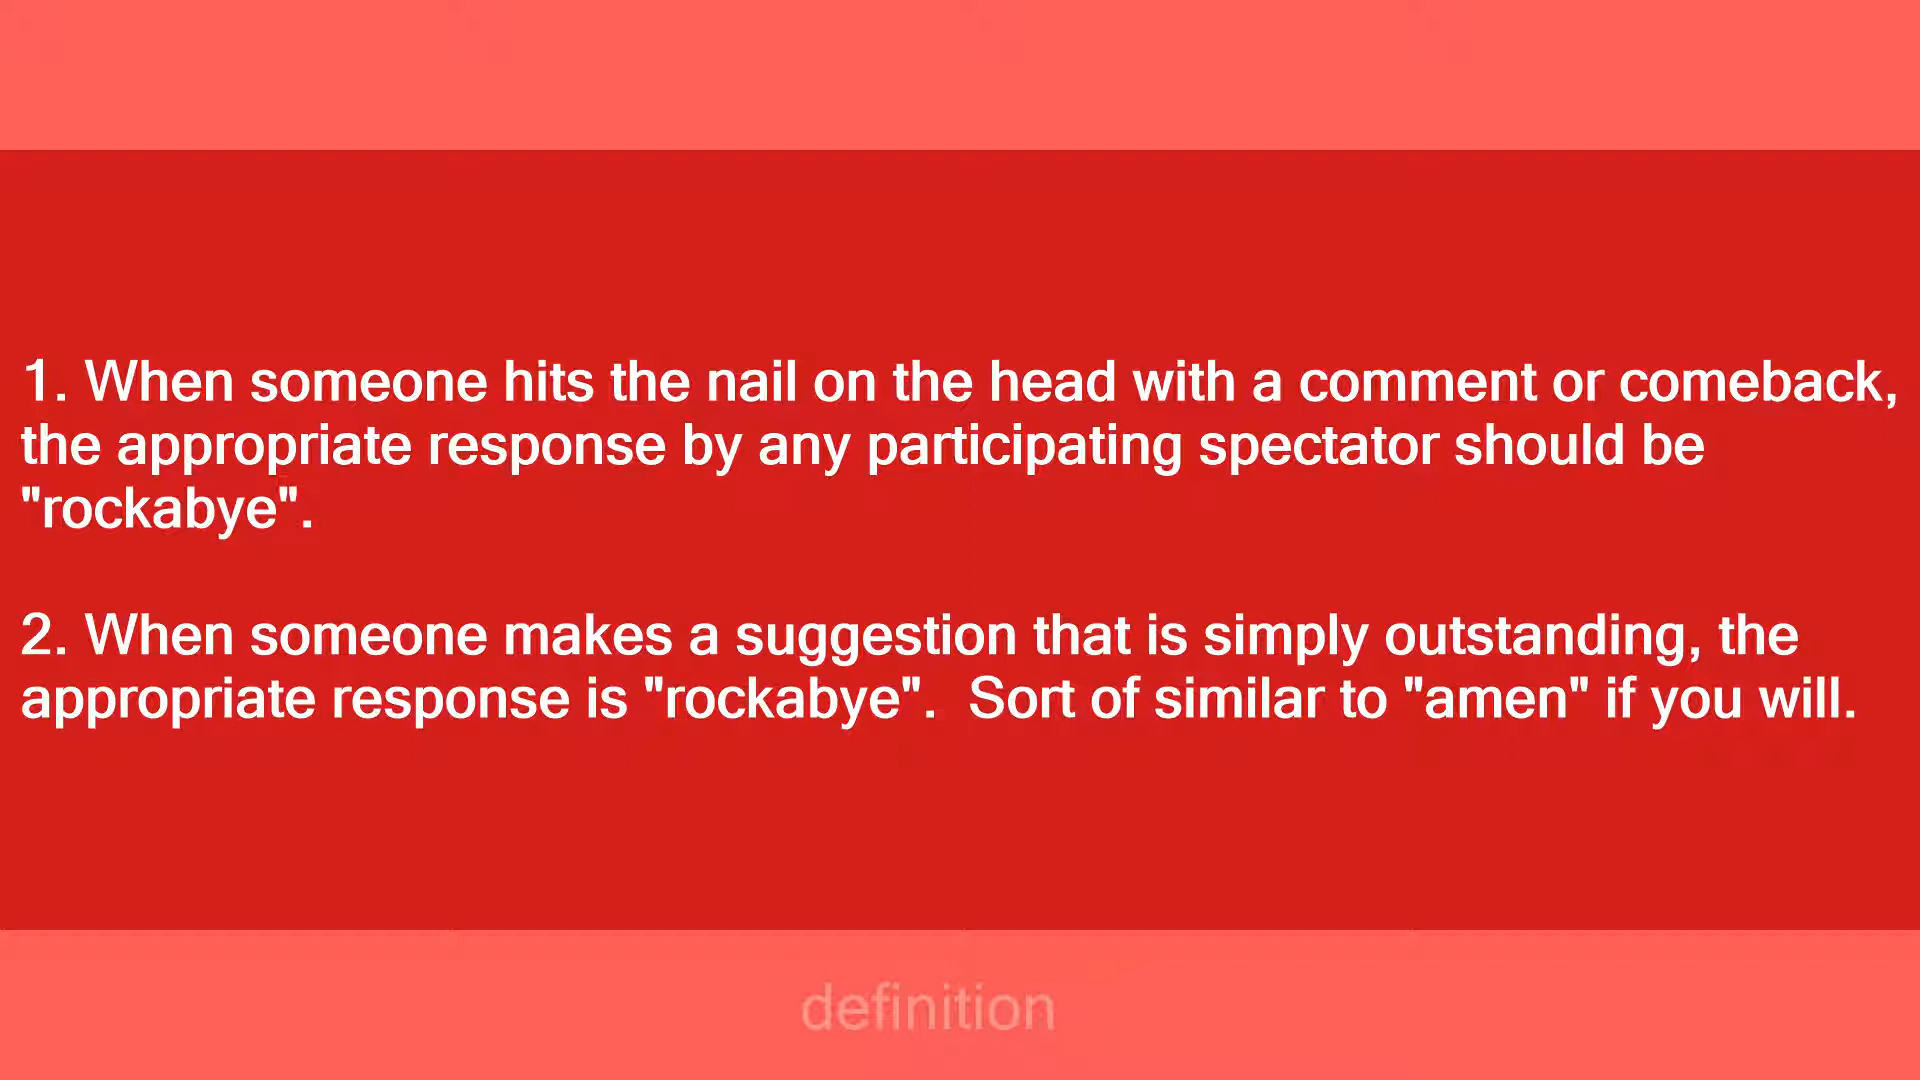 1. When someone hits the nail on the head with a comment or comeback,
the appropriate response by any participating spectator should be
"rockabye".
2. When someone makes a suggestion that is simply outstanding, the
appropriate response is "rockabye".  Sort of similar to "amen" if you will.
definition